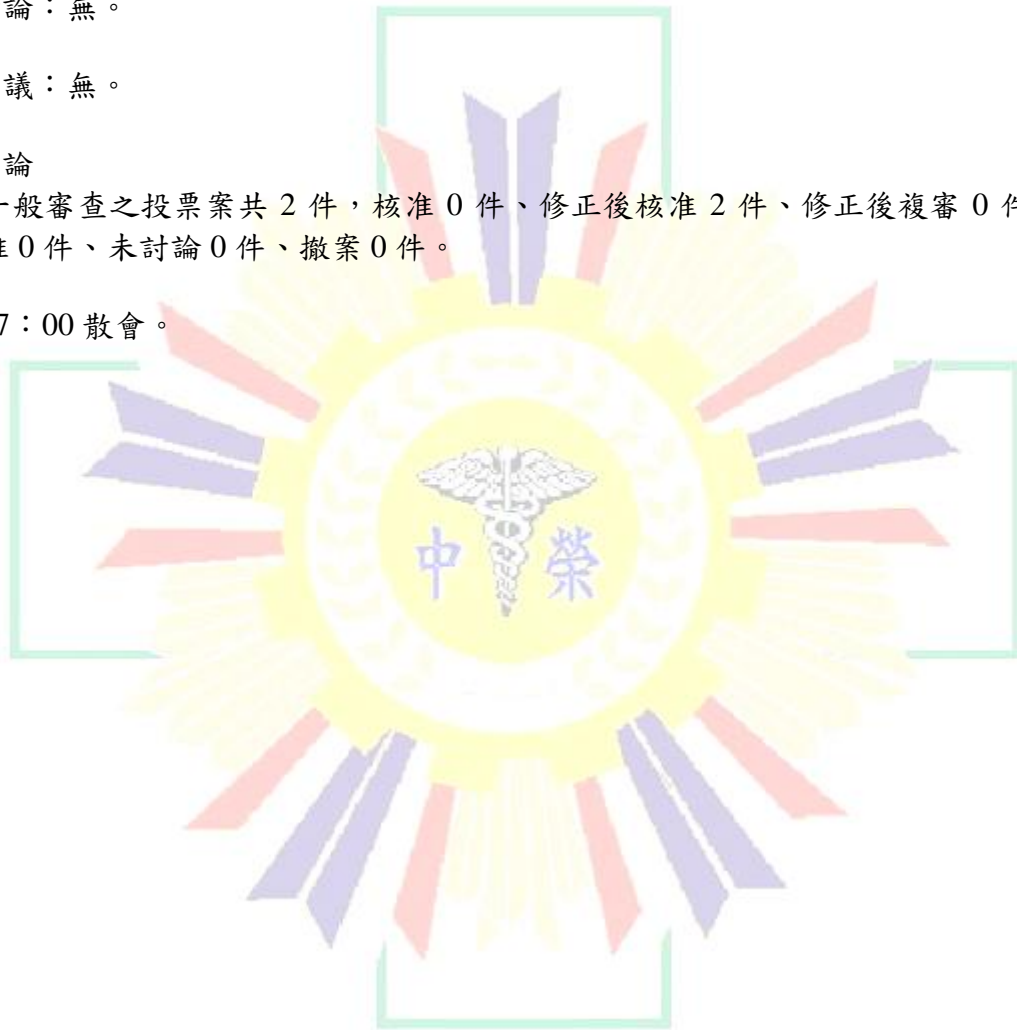 論：無。
議：無。
論
一般審查之投票案共 2 件，核准 0 件、修正後核准 2 件、修正後複審 0 件
准 0 件、未討論 0 件、撤案 0 件。
7：00 散會。
中 榮